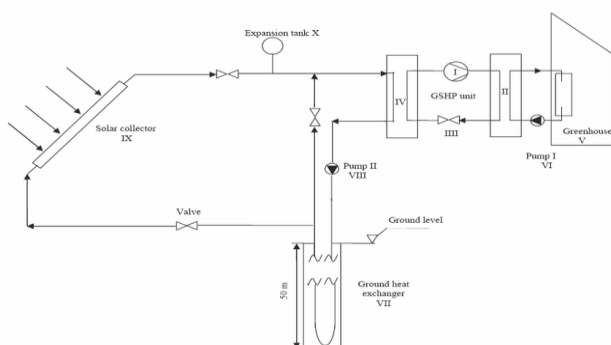 Expansion tank X
I
GSHP unit
IV
II
IIII
Greenhouse
V
Pump I
VI
Solar collector
IX
Pump II
VIII
Valve
Ground level
50 m
Ground heat
exchanger
VII